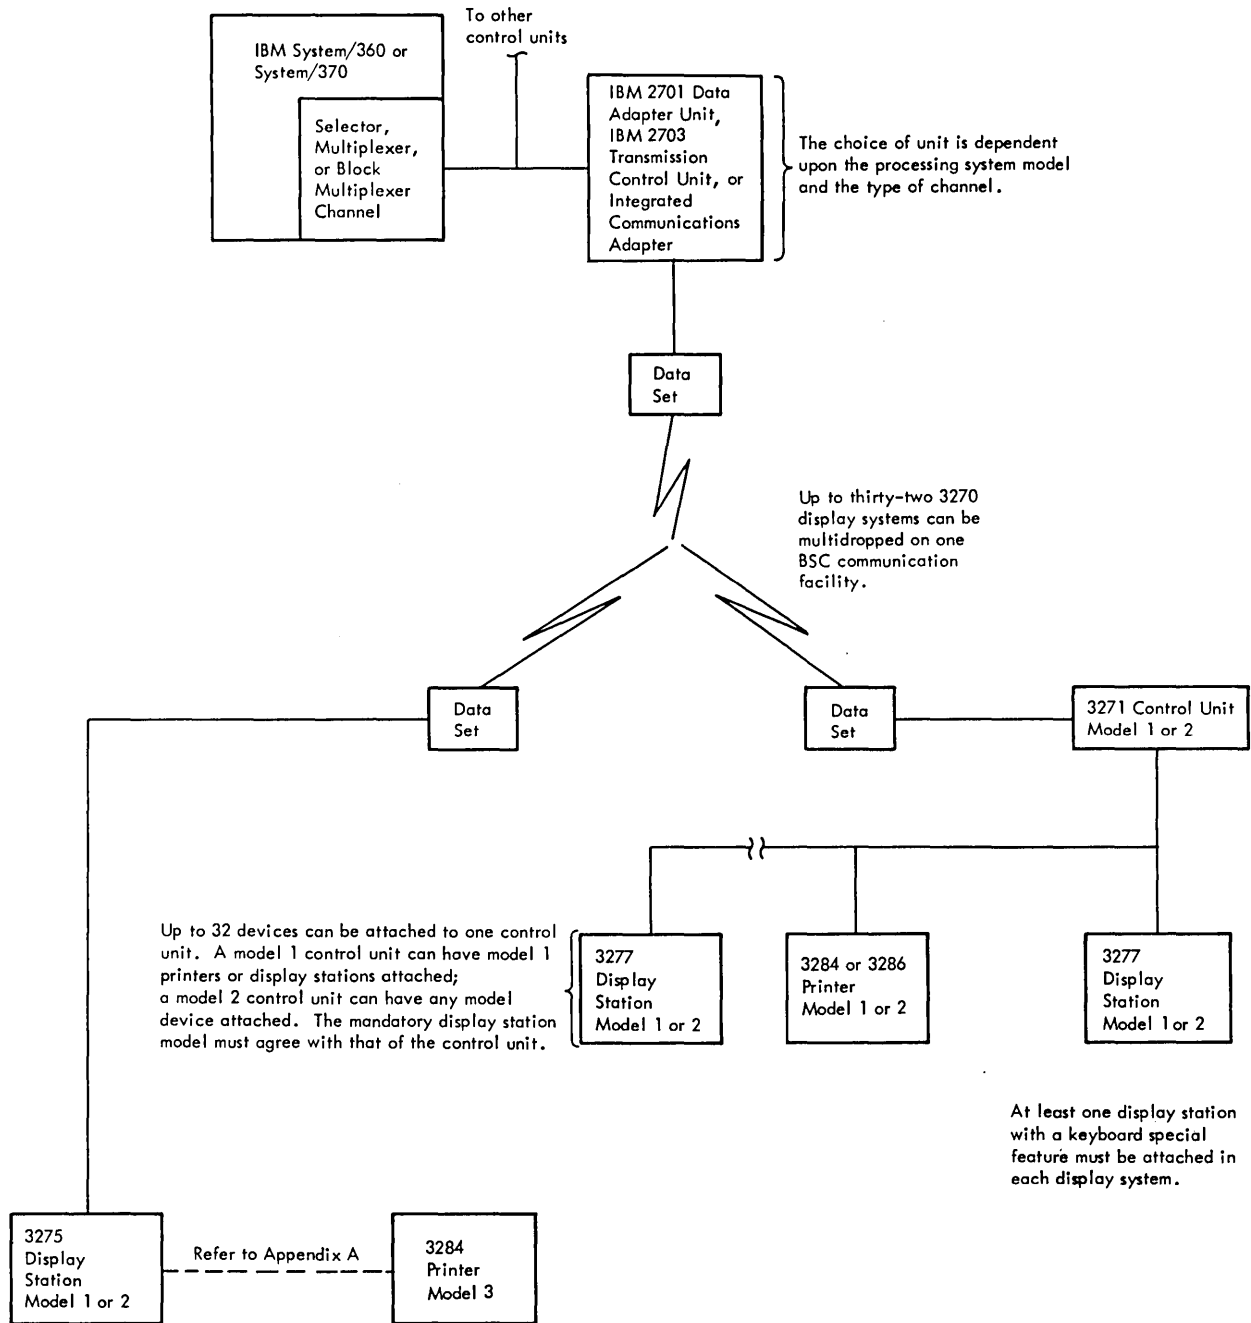 To other
control units
IBM System/360 or
System/370
Selector,
Multiplexer,
or Block
Multiplexer
Channel
IBM 2701 Data
Adapter Unit,
IBM 2703
Transmission
Control Unit, or
Integrated
Communications
Adapter
The choice of unit is dependent
upon the processing system model
and the type of channel.
Data
Set
Up to thirty-two 3270
display systems can be
multidropped on one
BSC communication
facility.
Data
Set
Data
Set
3271 Control Unit
Model 1 or 2
Up to 32 devices can be attached to one control
unit. A model 1 control unit can have model 1
printers or display stations attached;
a model 2 control unit can have any model
device attached. The mandatory display station
model must agree with that of the control unit.
3277
Display
Station
Model 1 or 2
3284 or 3286
Printer
Model 1 or 2
3277
Display
Station
Model 1 or 2
At least one display station
with a keyboard special
feature must be attached in
each display system.
3275
Display
Station
Model 1 or 2
Refer to Appendix A
3284
Printer
Model 3